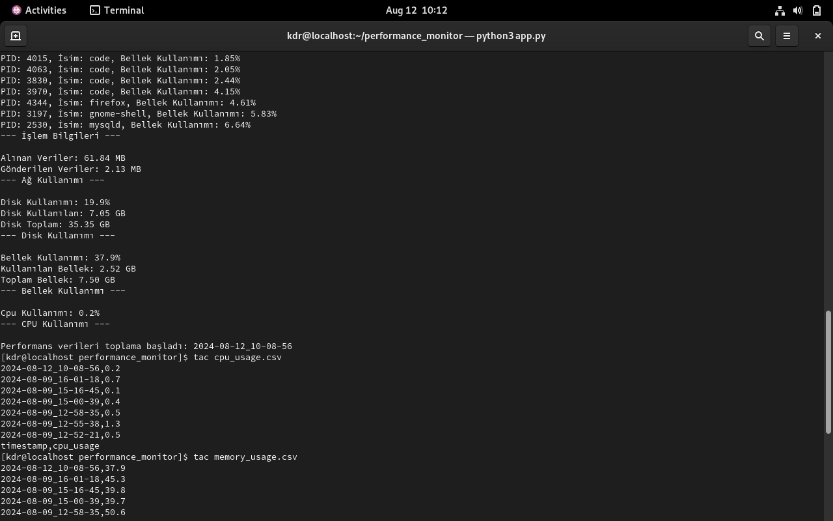 Activities
Terminal
Aug 12 10:12
kdr@localhost:~/performance_monitor — python3 app.py
PID: 4015, İsim: code, Bellek Kullanımı: 1.85%
PID: 4063, İsim: code, Bellek Kullanımı: 2.05%
PID: 3830, İsim: code, Bellek Kullanımı: 2.44%
PID: 3970, İsim: code, Bellek Kullanımı: 4.15%
PID: 4344, İsim: firefox, Bellek Kullanımı: 4.61%
PID: 3197, İsim: gnome-shell, Bellek Kullanımı: 5.83%
PID: 2530, İsim: mysqld, Bellek Kullanımı: 6.64%
--- İşlem Bilgileri ---
Alınan Veriler: 61.84 MB
Gönderilen Veriler: 2.13 MB
--- Ağ Kullanımı ---
Disk Kullanımı: 19.9%
Disk Kullanılan: 7.05 GB
Disk Toplam: 35.35 GB
--- Disk Kullanımı ---
Bellek Kullanımı: 37.9%
Kullanılan Bellek: 2.52 GB
Toplam Bellek: 7.50 GB
--- Bellek Kullanımı ---
Cpu Kullanımı: 0.2%
--- CPU Kullanımı ---
Performans verileri toplama başladı: 2024-08-12_10-08-56
[kdr@localhost performance_monitor]$ tac cpu_usage.csv
2024-08-12_10-08-56,0.2
2024-08-09_16-01-18,0.7
2024-08-09_15-16-45,0.1
2024-08-09_15-00-39,0.4
2024-08-09_12-58-35,0.5
2024-08-09_12-55-38,1.3
2024-08-09_12-52-21,0.5
timestamp,cpu_usage
[kdr@localhost performance_monitor]$ tac memory_usage.csv
2024-08-12_10-08-56,37.9
2024-08-09_16-01-18,45.3
2024-08-09_15-16-45,39.8
2024-08-09_15-00-39,39.7
2024-08-09_12-58-35,50.6